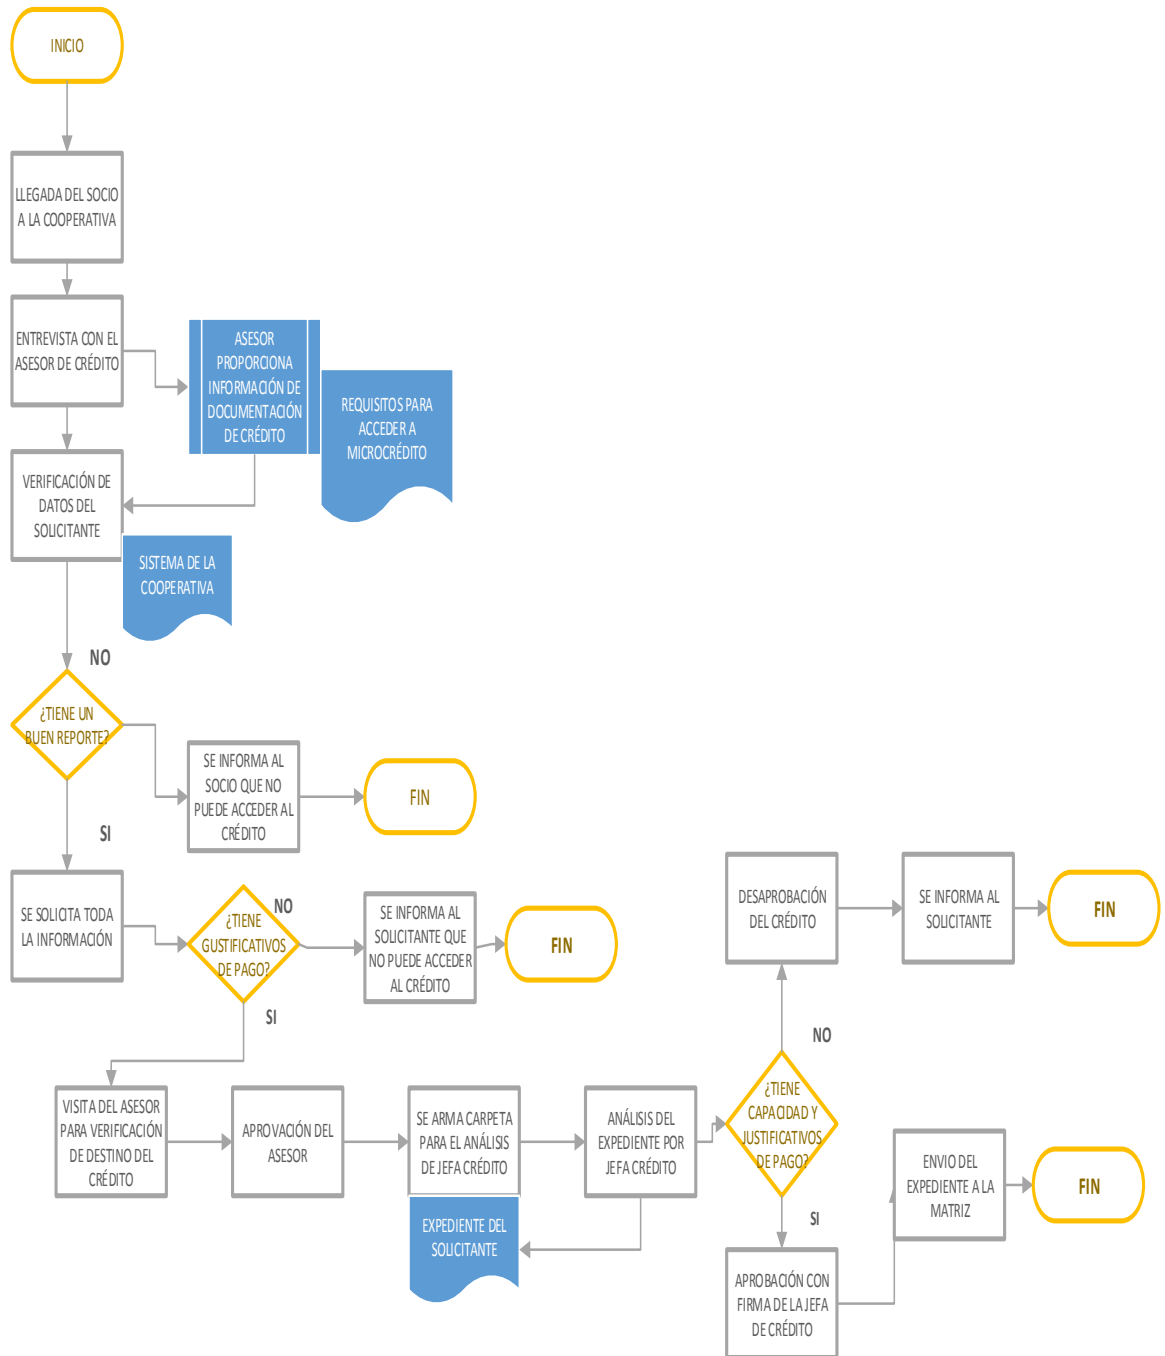 INICIO
LLEGADA DEL SOCIO
A LA COOPERATIVA
ENTREVISTA CON EL
ASESOR DE CRÉDITO
ASESOR
PROPORCIONA
INFORMACIÓN DE
DOCUMENTACIÓN
DE CRÉDITO
REQUISITOS PARA
ACCEDER A
MICROCRÉDITO
VERIFICACIÓN DE
DATOS DEL
SOLICITANTE
SISTEMA DE LA
COOPERATIVA
NO
¿TIENE UN
BUEN REPORTE?
SE INFORMA AL
SOCIO QUE NO
PUEDE ACCEDER AL
CRÉDITO
FIN
SI
SE SOLICITA TODA
LA INFORMACIÓN
NO
¿TIENE
GUSTIFICATIVOS
DE PAGO?
SE INFORMA AL
SOLICITANTE QUE
NO PUEDE ACCEDER
AL CRÉDITO
FIN
SI
DESAPROBACIÓN
DEL CRÉDITO
SE INFORMA AL
SOLICITANTE
FIN
NO
VISITA DEL ASESOR
PARA VERIFICACIÓN
DE DESTINO DEL
CRÉDITO
APROVACIÓN DEL
ASESOR
SE ARMA CARPETA
PARA EL ANÁLISIS
DE JEFA CRÉDITO
EXPEDIENTE DEL
SOLICITANTE
ANÁLISIS DEL
EXPEDIENTE POR
JEFA CRÉDITO
¿TIENE
CAPACIDAD Y
JUSTIFICATIVOS
DE PAGO?
SI
ENVIO DEL
EXPEDIENTE A LA
MATRIZ
FIN
APROBACIÓN CON
FIRMA DE LA JEFA
DE CRÉDITO